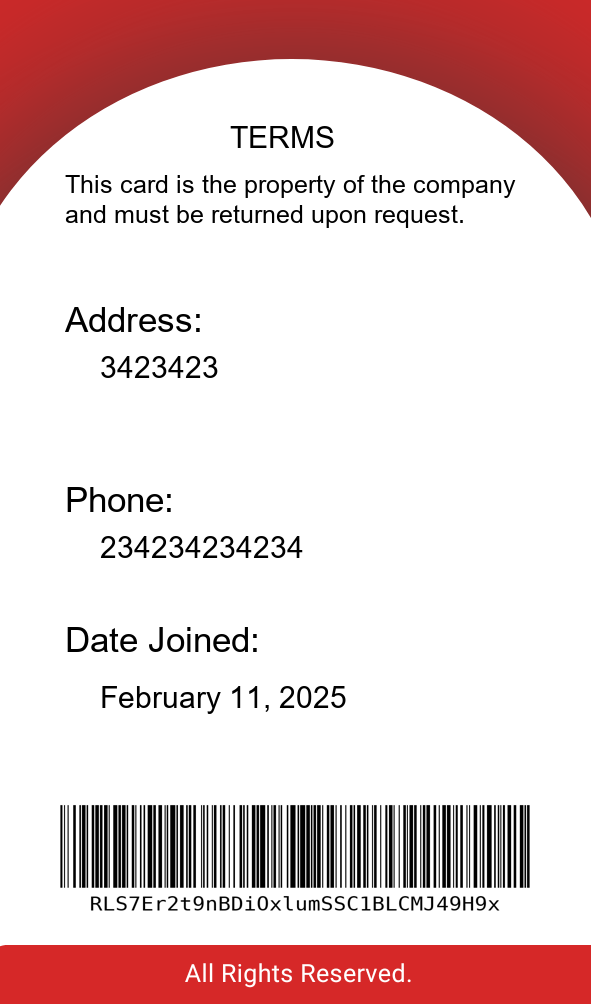 TERMS
This card is the property of the company
and must be returned upon request.
Address:
3423423
Phone:
234234234234
Date Joined:
February 11, 2025
RLS7Er2t9nBDiOxlumSSC1BLCMJ49H9x
All Rights Reserved.